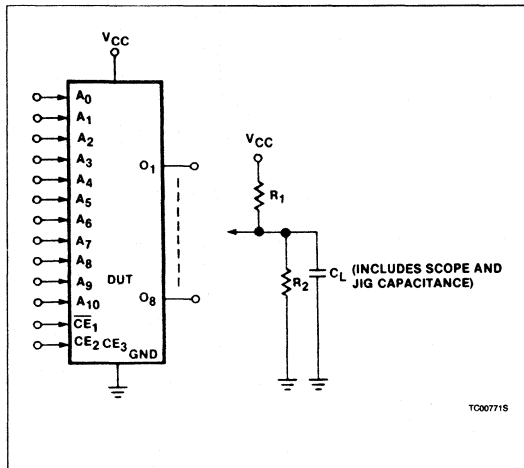 VCC
A0
A1
A2
A3
A4
A5
A6
A7
A8
A9
A10
CE1
CE2 CE3
GND
DUT
O1
O8
VCC
R1
R2
CL (INCLUDES SCOPE AND
JIG CAPACITANCE)
TC00771S